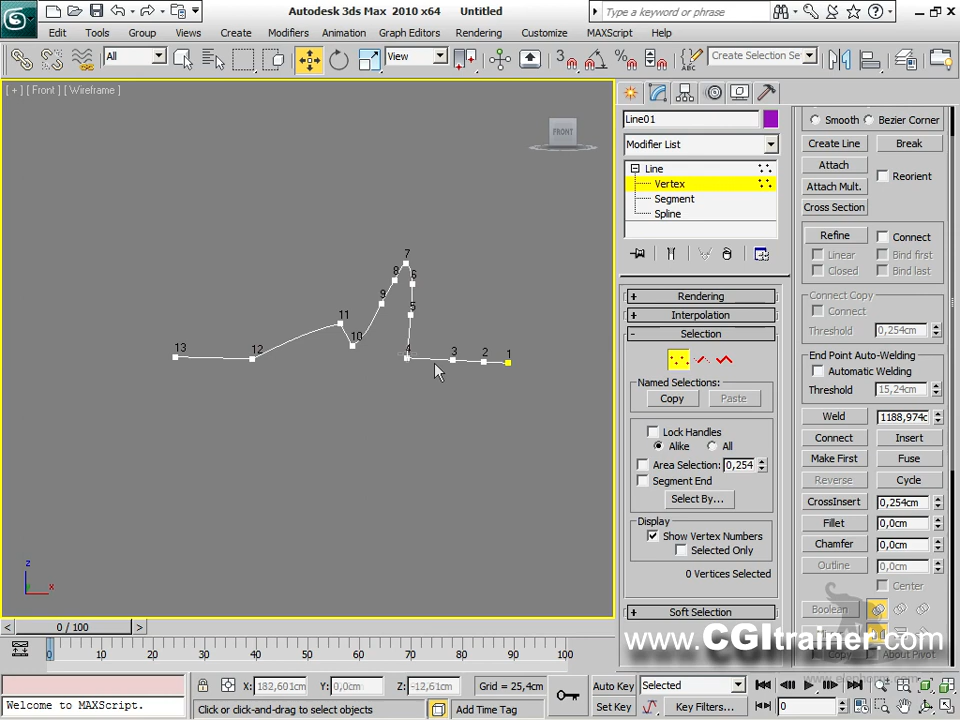 Autodesk 3ds Max 2010 x64 Untitled
Type a keyword or phrase
Edit Tools Group Views Create Modifiers Animation Graph Editors Rendering Customize MAXScript Help
All
View
3
Create Selection Se
[ + ] [ Front ] [ Wireframe ]
FRONT
7
8
6
9
5
11
10
13
12
4
3
2
1
z
x
Line01
Modifier List
Line
Vertex
Segment
Spline
+ Rendering
+ Interpolation
- Selection
Named Selections:
Copy
Paste
Lock Handles
Alike
All
Area Selection:
0,254
Segment End
Select By...
Display
Show Vertex Numbers
Selected Only
0 Vertices Selected
+ Soft Selection
Smooth
Bezier Corner
Create Line
Break
Attach
Reorient
Attach Mult.
Cross Section
Refine
Connect
Linear
Bind first
Closed
Bind last
Connect Copy
Connect
Threshold
0,254cm
End Point Auto-Welding
Automatic Welding
Threshold
15,24cm
Weld
1188,974c
Connect
Insert
Make First
Fuse
Reverse
Cycle
CrossInsert
0,254cm
Fillet
0,0cm
Chamfer
0,0cm
Outline
0,0cm
Center
Boolean
About Pivot
www.CGItrainer.com
< 0 / 100 >
0 10 20 30 40 50 60 70 80 90 100
X: 182,601cm
Y: 0,0cm
Z: -12,61cm
Grid = 25,4cm
Auto Key
Selected
Set Key
Key Filters...
0
Welcome to MAXScript.
Click or click-and-drag to select objects
Add Time Tag